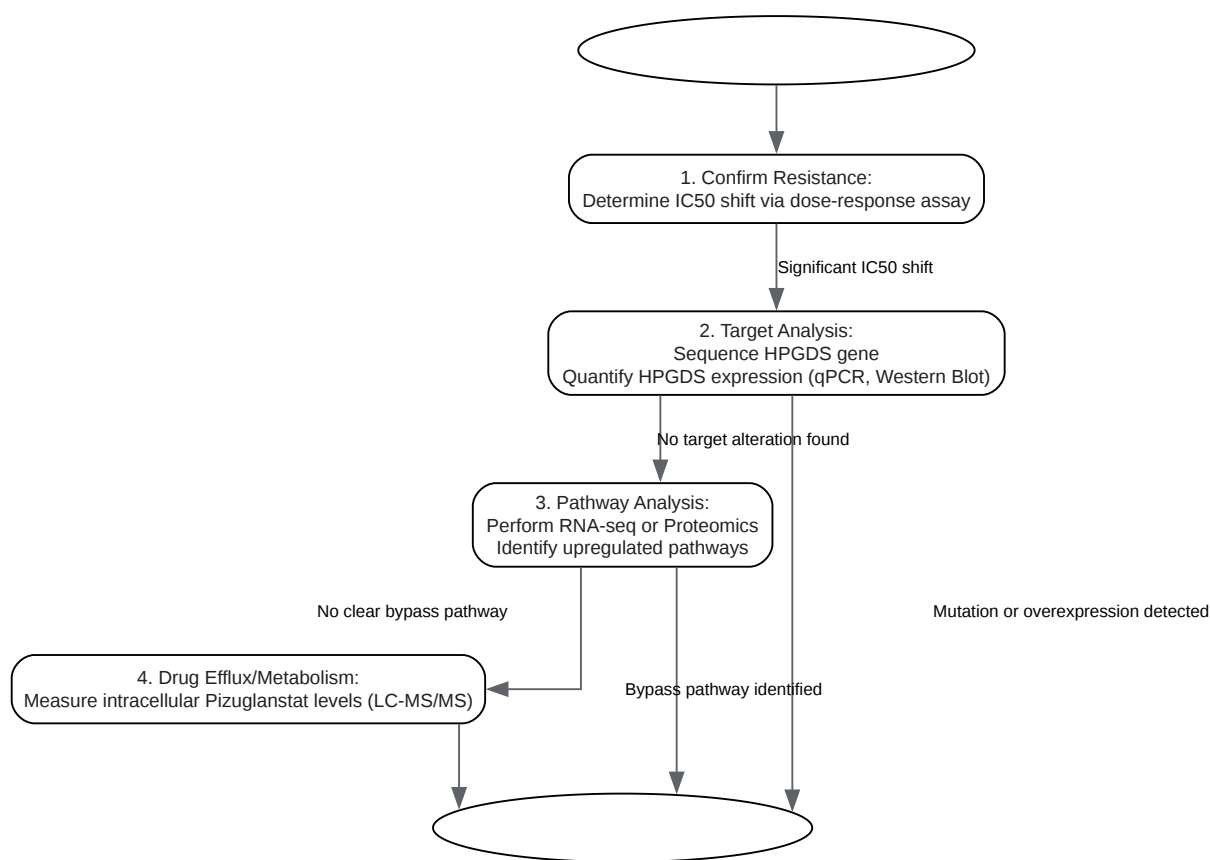 1. Confirm Resistance:
Determine IC50 shift via dose-response assay
Significant IC50 shift
2. Target Analysis:
Sequence HPGDS gene
Quantify HPGDS expression (qPCR, Western Blot)
No target alteration found
3. Pathway Analysis:
Perform RNA-seq or Proteomics
Identify upregulated pathways
No clear bypass pathway
Mutation or overexpression detected
4. Drug Efflux/Metabolism:
Measure intracellular Pizuglanstat levels (LC-MS/MS)
Bypass pathway identified